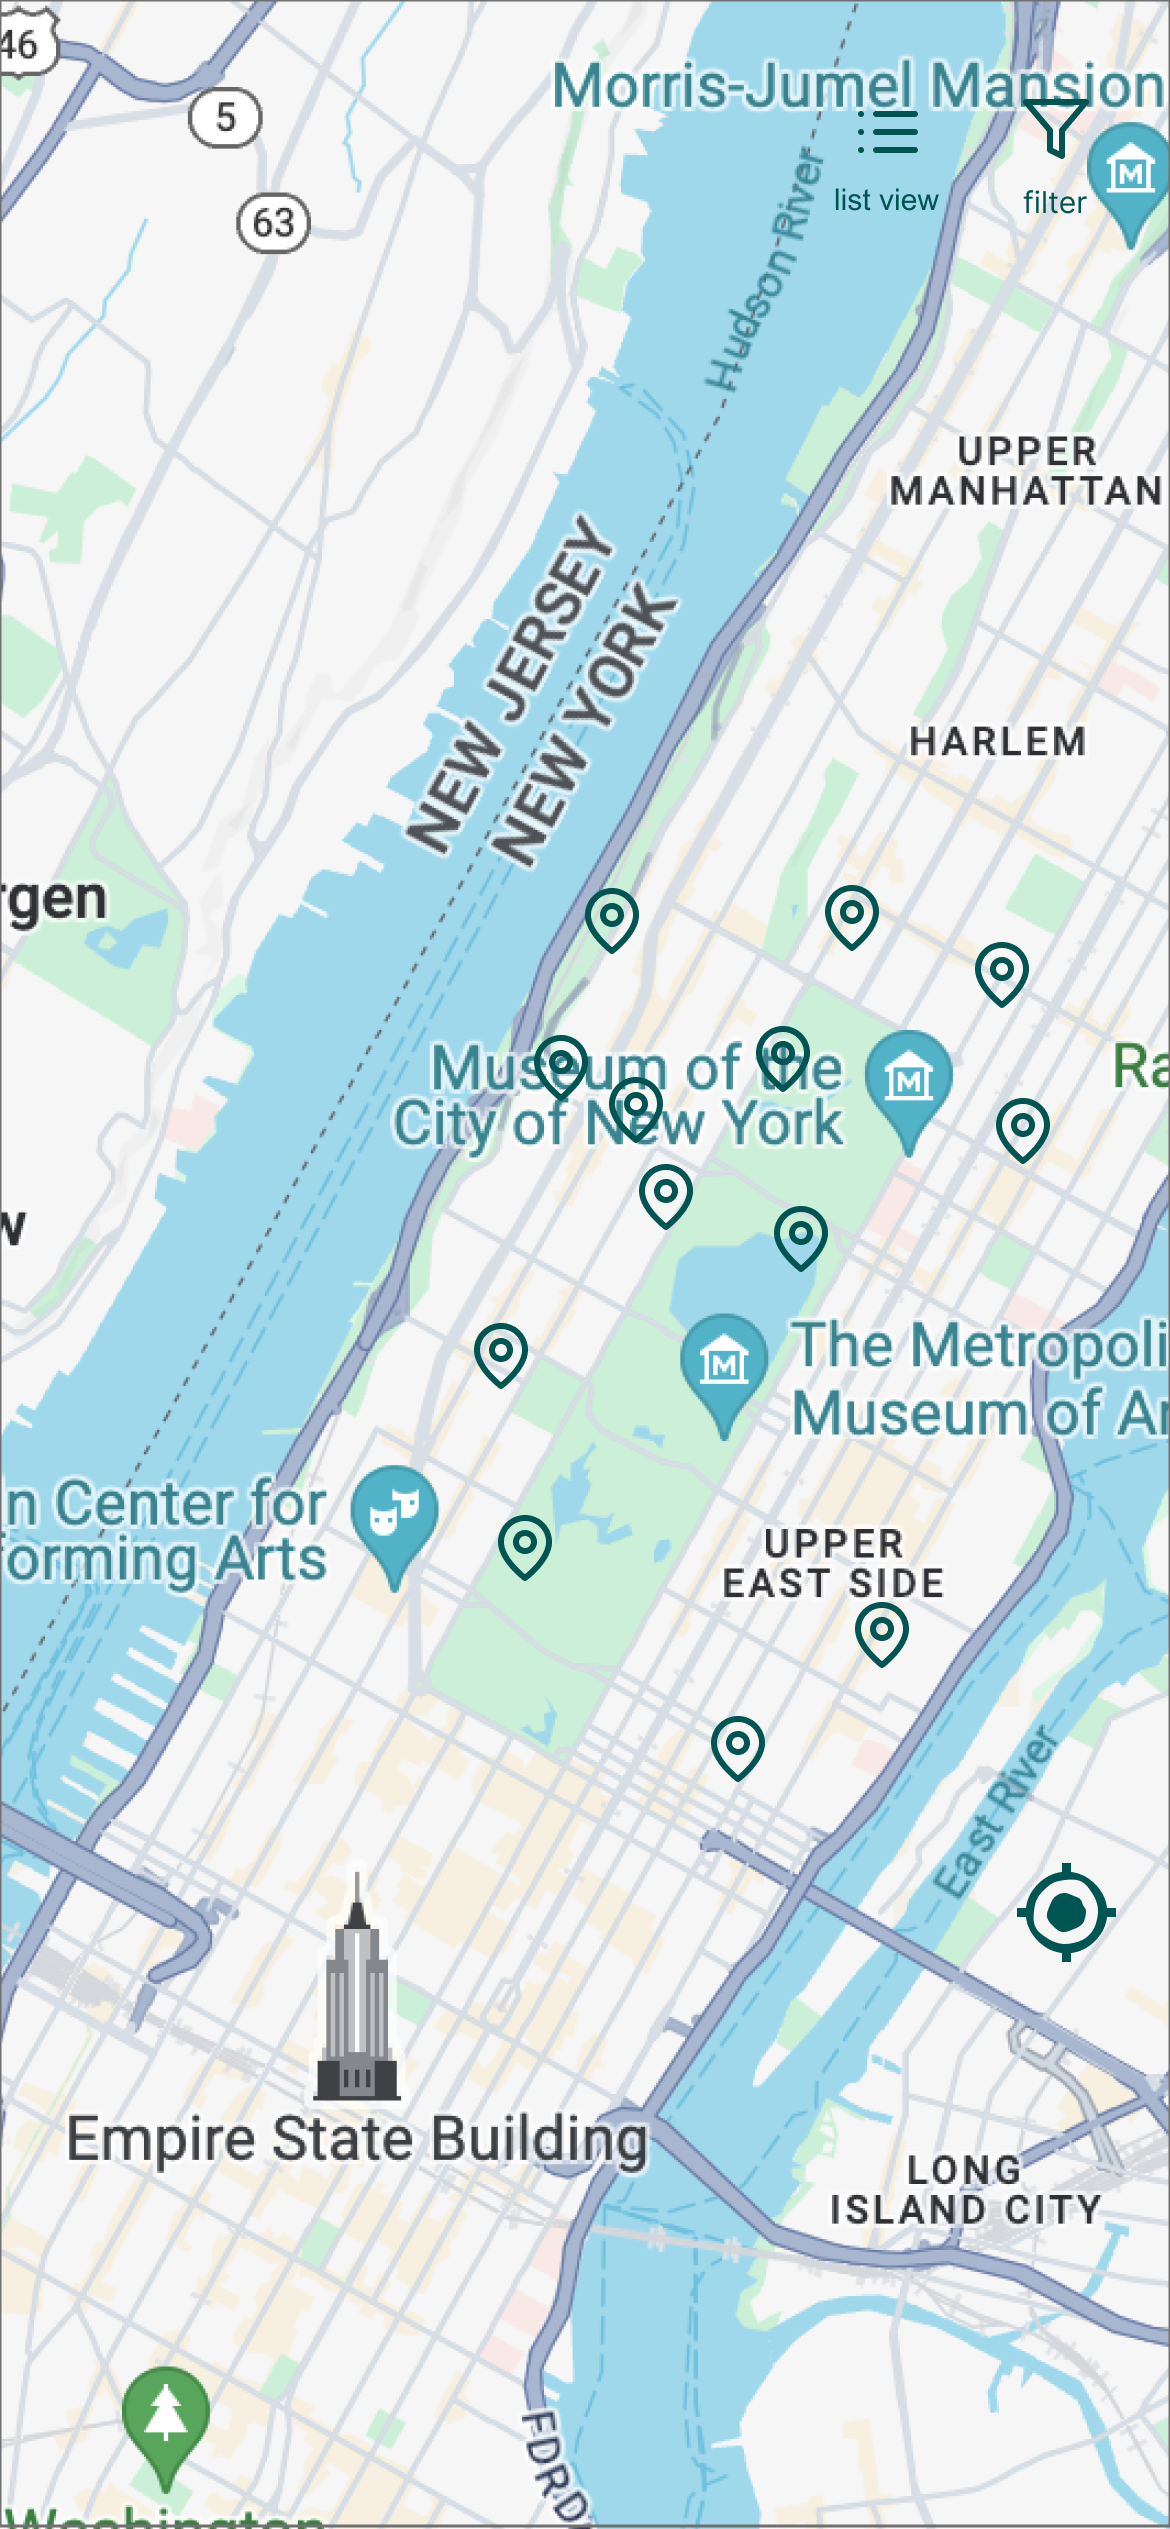 46
Morris-Jumel Mansion
5
list view
filter
63
Hudson River
UPPER
MANHATTAN
NEW JERSEY
NEW YORK
HARLEM
rgen
Museum of the
City of New York
Ra
w
The Metropoli
Museum of Ar
n Center for
forming Arts
UPPER
EAST SIDE
East River
Empire State Building
LONG
ISLAND CITY
FDR D
Washington